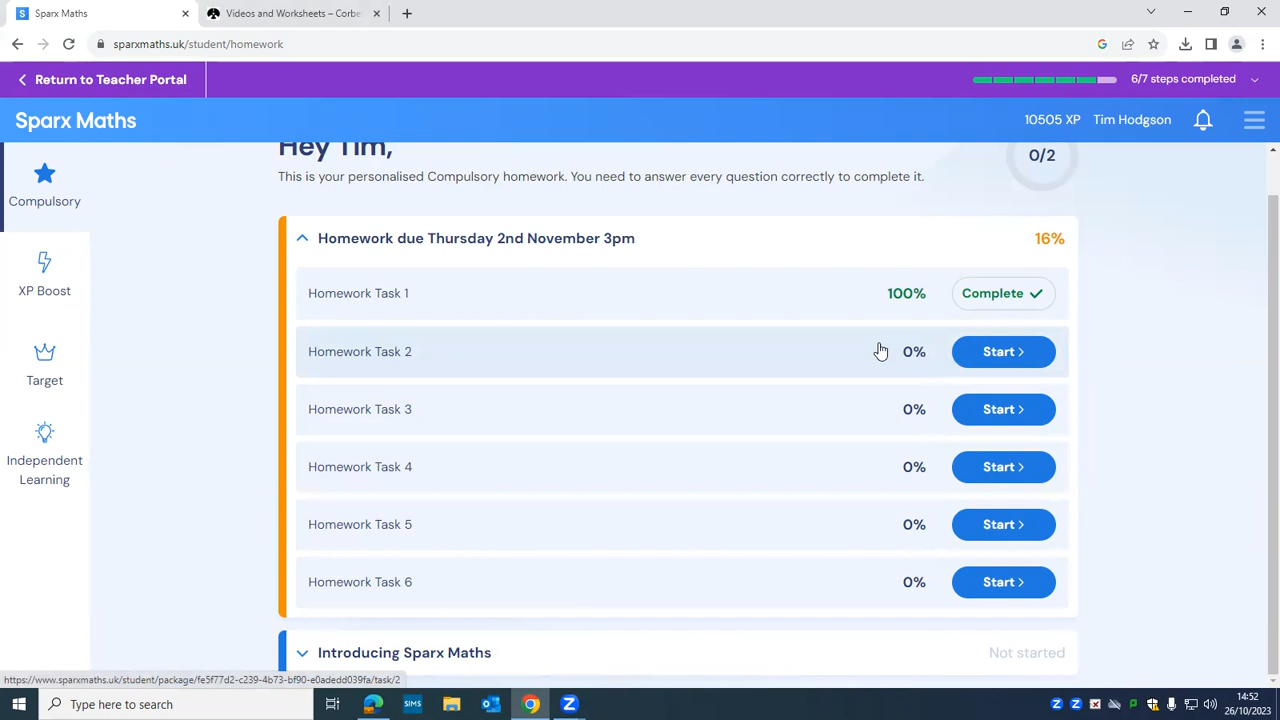 Sparx Maths
Videos and Worksheets – Corbe
sparxmaths.uk/student/homework
Return to Teacher Portal
6/7 steps completed
Sparx Maths
10505 XP
Tim Hodgson
Compulsory
XP Boost
Target
Independent
Learning
Hey Tim,
0/2
This is your personalised Compulsory homework. You need to answer every question correctly to complete it.
Homework due Thursday 2nd November 3pm
16%
Homework Task 1
100%
Complete
Homework Task 2
0%
Start
Homework Task 3
0%
Start
Homework Task 4
0%
Start
Homework Task 5
0%
Start
Homework Task 6
0%
Start
Introducing Sparx Maths
Not started
https://www.sparxmaths.uk/student/package/fe5f77d2-c239-4b73-bf90-e0adedd039fa/task/2
Type here to search
SIMS
14:52
26/10/2023